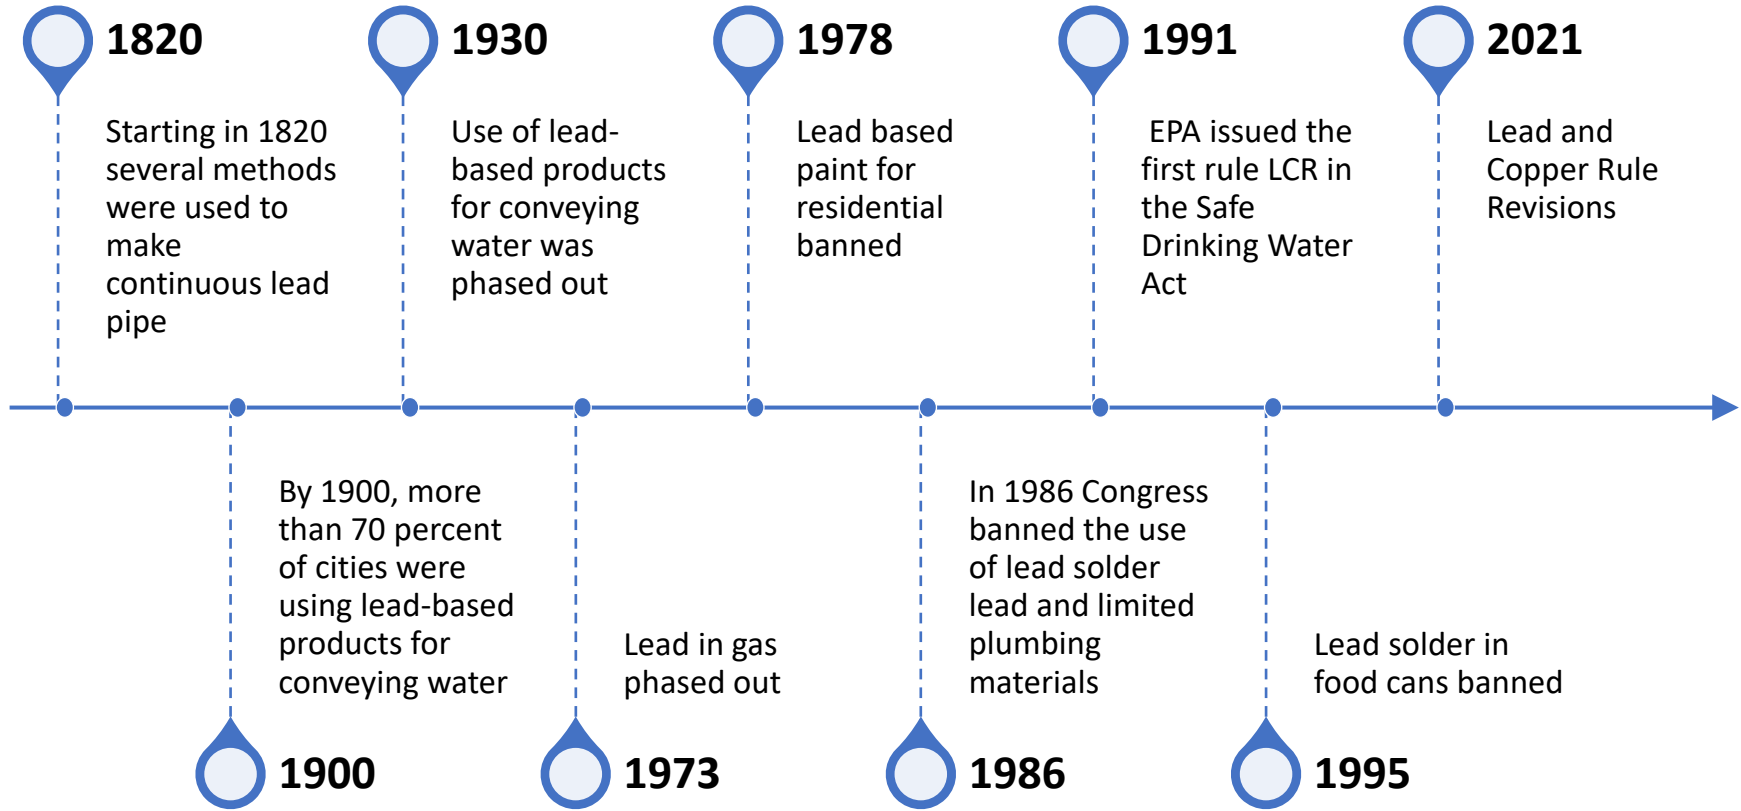 1820
Starting in 1820
several methods
were used to
make
continuous lead
pipe
1900
By 1900, more
than 70 percent
of cities were
using lead-based
products for
conveying water
1930
Use of lead-
based products
for conveying
water was
phased out
1973
Lead in gas
phased out
1978
Lead based
paint for
residential
banned
1986
In 1986 Congress
banned the use
of lead solder
lead and limited
plumbing
materials
1991
EPA issued the
first rule LCR in
the Safe
Drinking Water
Act
1995
Lead solder in
food cans banned
2021
Lead and
Copper Rule
Revisions